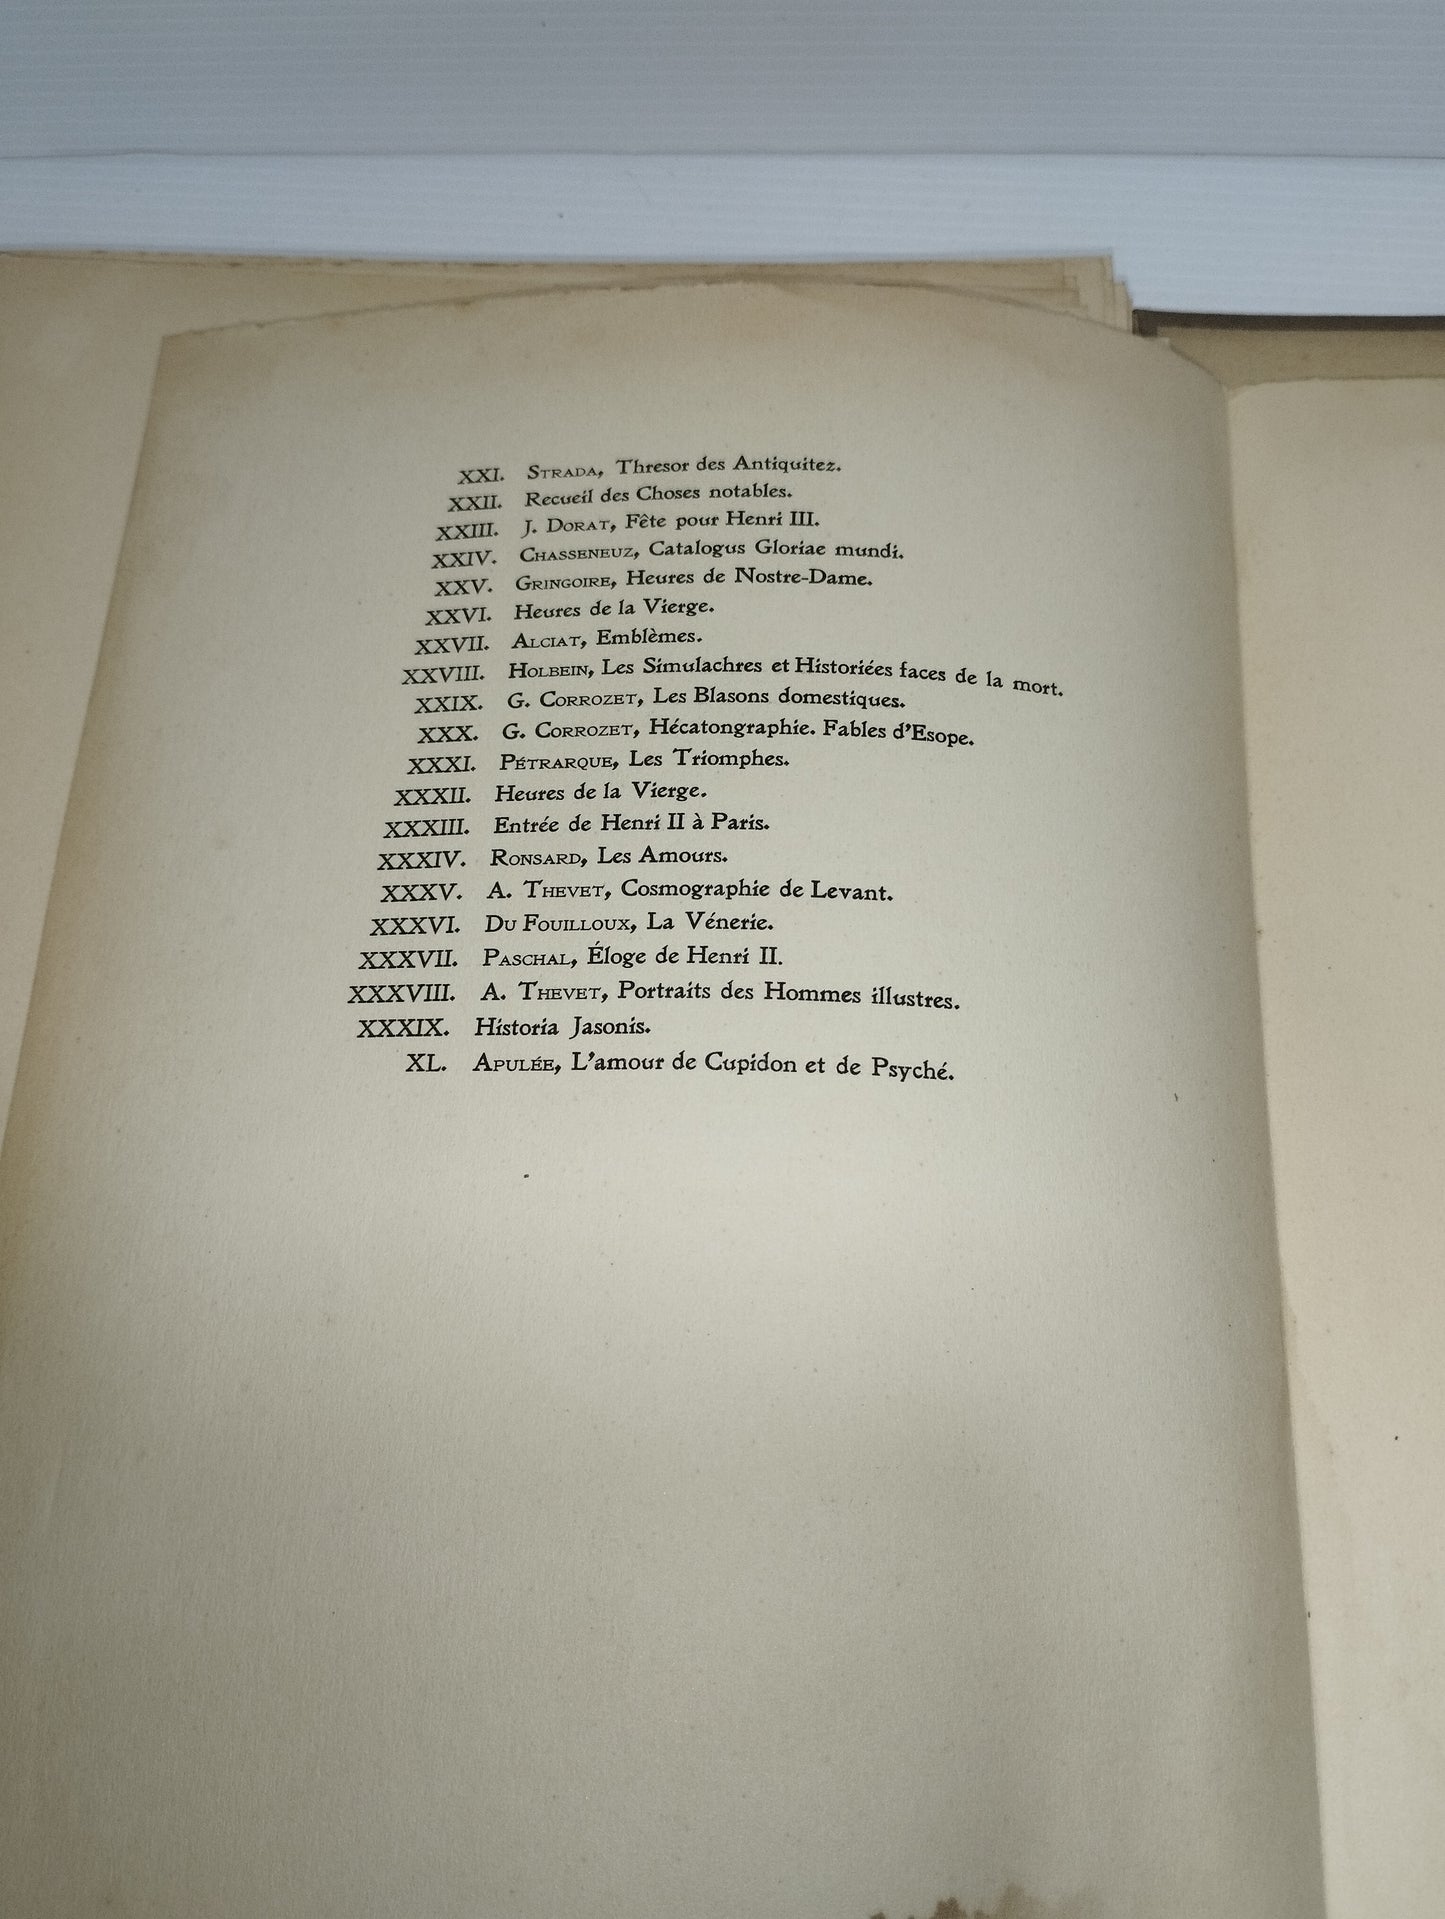 XXI. STRADA, Thresor des Antiquitez.
XXII. Recueil des Choses notables.
XXIII. J. DORAT, Fête pour Henri III.
XXIV. CHASSENEUZ, Catalogus Gloriae mundi.
XXV. GRINGOIRE, Heures de Nostre-Dame.
XXVI. Heures de la Vierge.
XXVII. ALCIAT, Emblèmes.
XXVIII. HOLBEIN, Les Simulachres et Historiées faces de la mort.
XXIX. G. CORROZET, Les Blasons domestiques.
XXX. G. CORROZET, Hécatongraphie. Fables d'Esope.
XXXI. PÉTRARQUE, Les Triomphes.
XXXII. Heures de la Vierge.
XXXIII. Entrée de Henri II à Paris.
XXXIV. RONSARD, Les Amours.
XXXV. A. THEVET, Cosmographie de Levant.
XXXVI. DU FOUILLOUX, La Vénerie.
XXXVII. PASCHAL, Éloge de Henri II.
XXXVIII. A. THEVET, Portraits des Hommes illustres.
XXXIX. Historia Jasonis.
XL. APULÉE, L'amour de Cupidon et de Psyché.